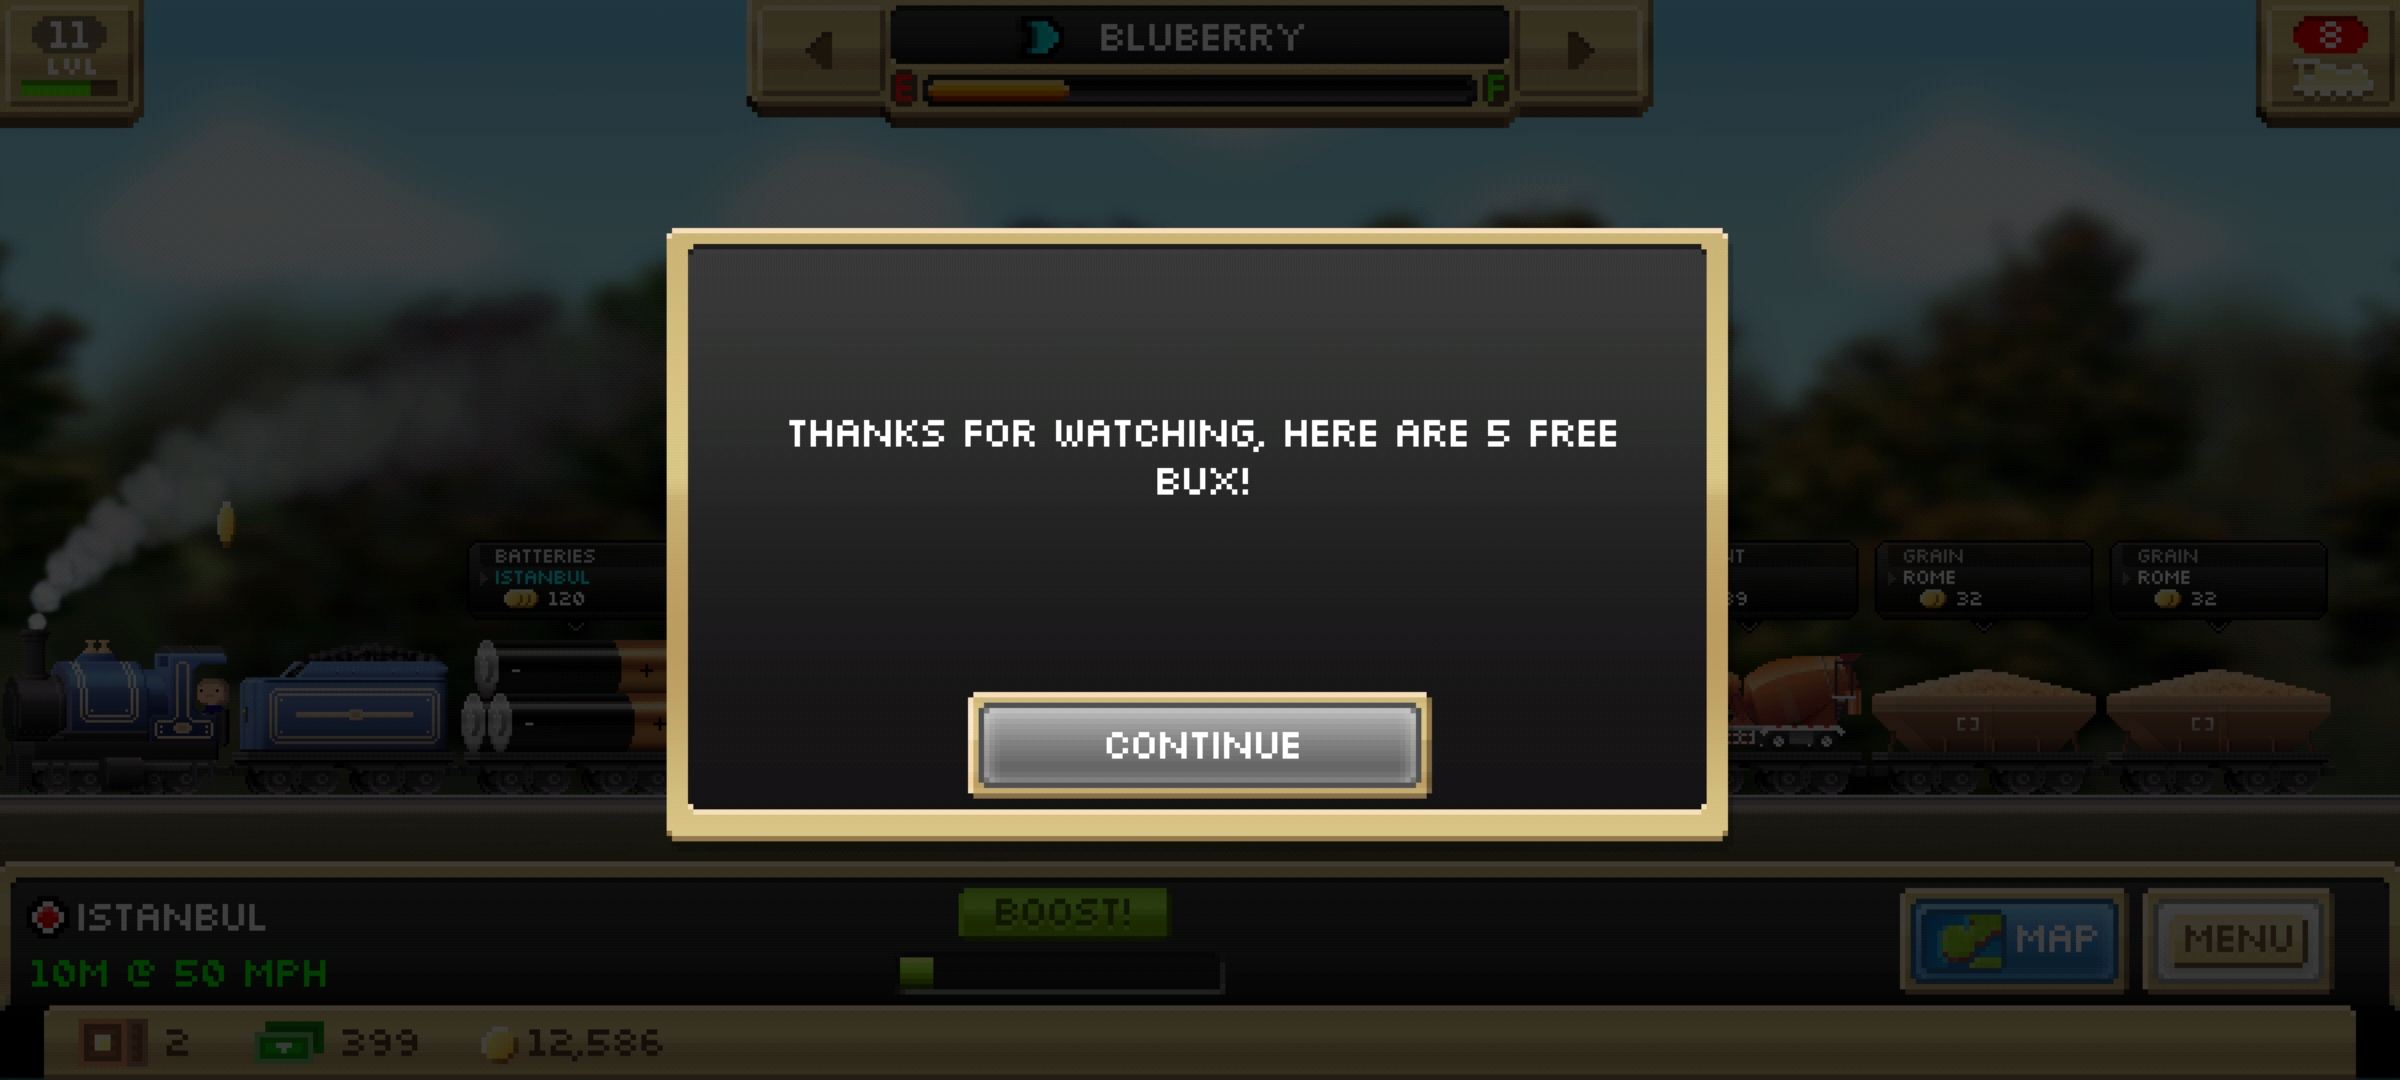 11
LVL
BLUBERRY
E
F
8
THANKS FOR WATCHING, HERE ARE 5 FREE
BUX!
CONTINUE
BATTERIES
ISTANBUL
120
GRAIN
ROME
32
GRAIN
ROME
32
ISTANBUL
10M @ 50 MPH
BOOST!
MAP
MENU
2
399
12,586